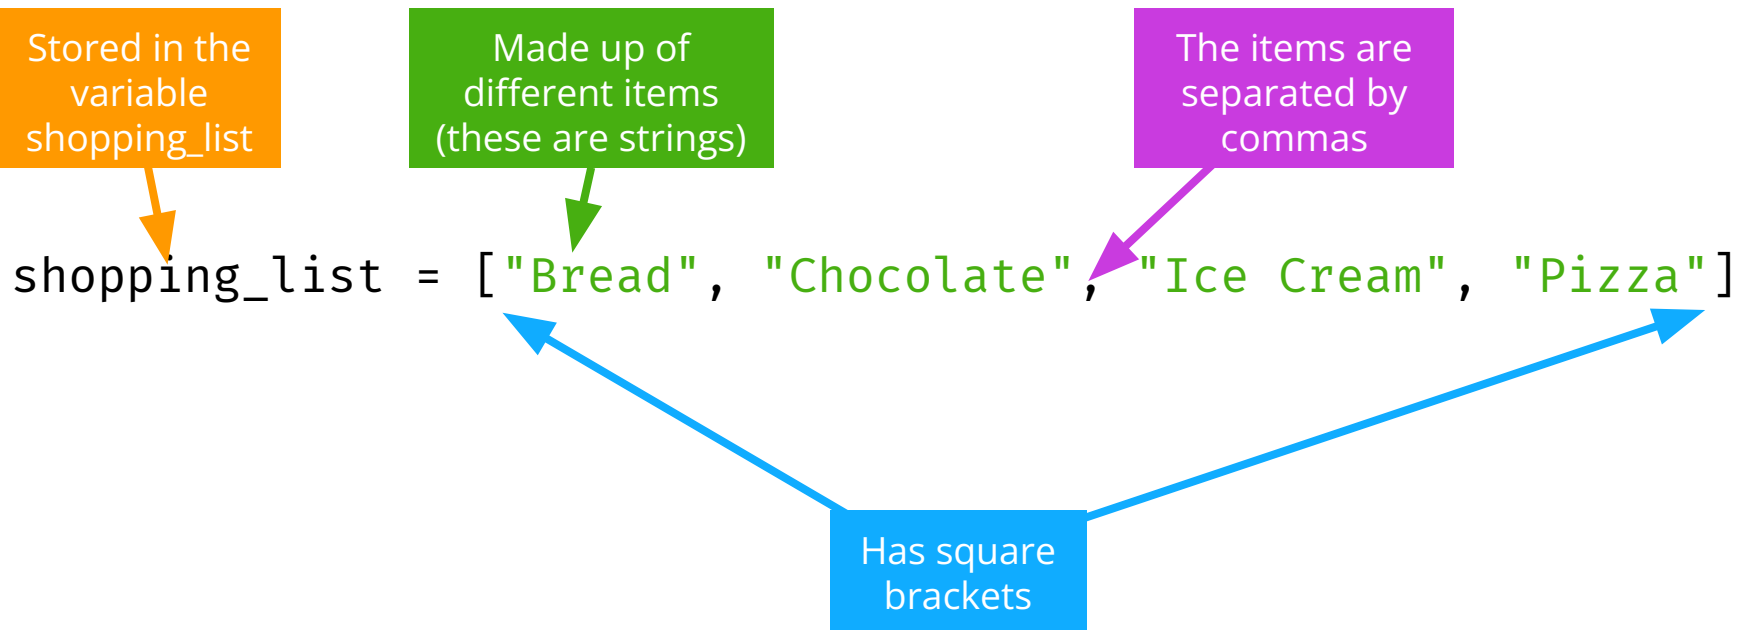 Stored in the
variable
shopping_list
Made up of
different items
(these are strings)
The items are
separated by
commas
shopping_list = ["Bread", "Chocolate", "Ice Cream", "Pizza"]
Has square
brackets